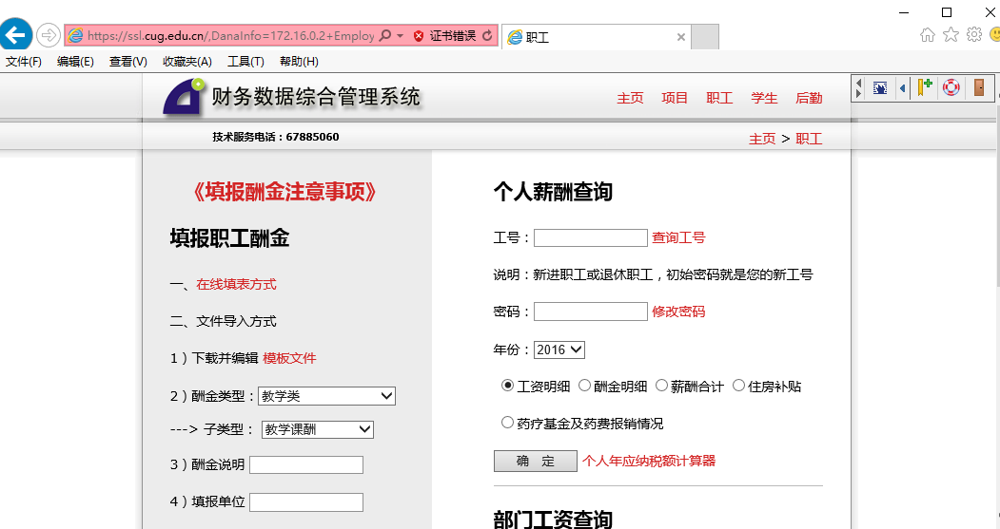 https://ssl.cug.edu.cn/,DanaInfo=172.16.0.2+Employ 证书错误 职工
文件(F) 编辑(E) 查看(V) 收藏夹(A) 工具(T) 帮助(H)
财务数据综合管理系统 主页 项目 职工 学生 后勤
技术服务电话：67885060 主页 > 职工
《填报酬金注意事项》
填报职工酬金
一、在线填表方式
二、文件导入方式
1）下载并编辑 模板文件
2）酬金类型：教学类
---> 子类型： 教学课酬
3）酬金说明
4）填报单位
个人薪酬查询
工号： 查询工号
说明：新进职工或退休职工，初始密码就是您的新工号
密码： 修改密码
年份：2016
工资明细 酬金明细 薪酬合计 住房补贴
药疗基金及药费报销情况
确 定 个人年应纳税额计算器
部门工资查询